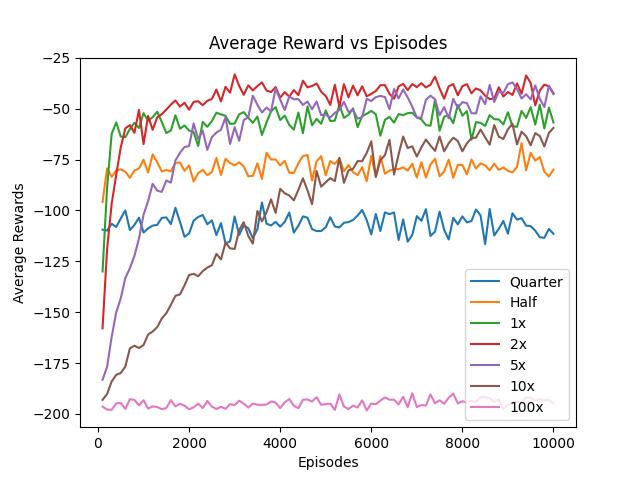 Average Reward vs Episodes
Average Rewards
−25
−50
−75
−100
−125
−150
−175
−200
0
2000
4000
6000
8000
10000
Episodes
Quarter
Half
1x
2x
5x
10x
100x